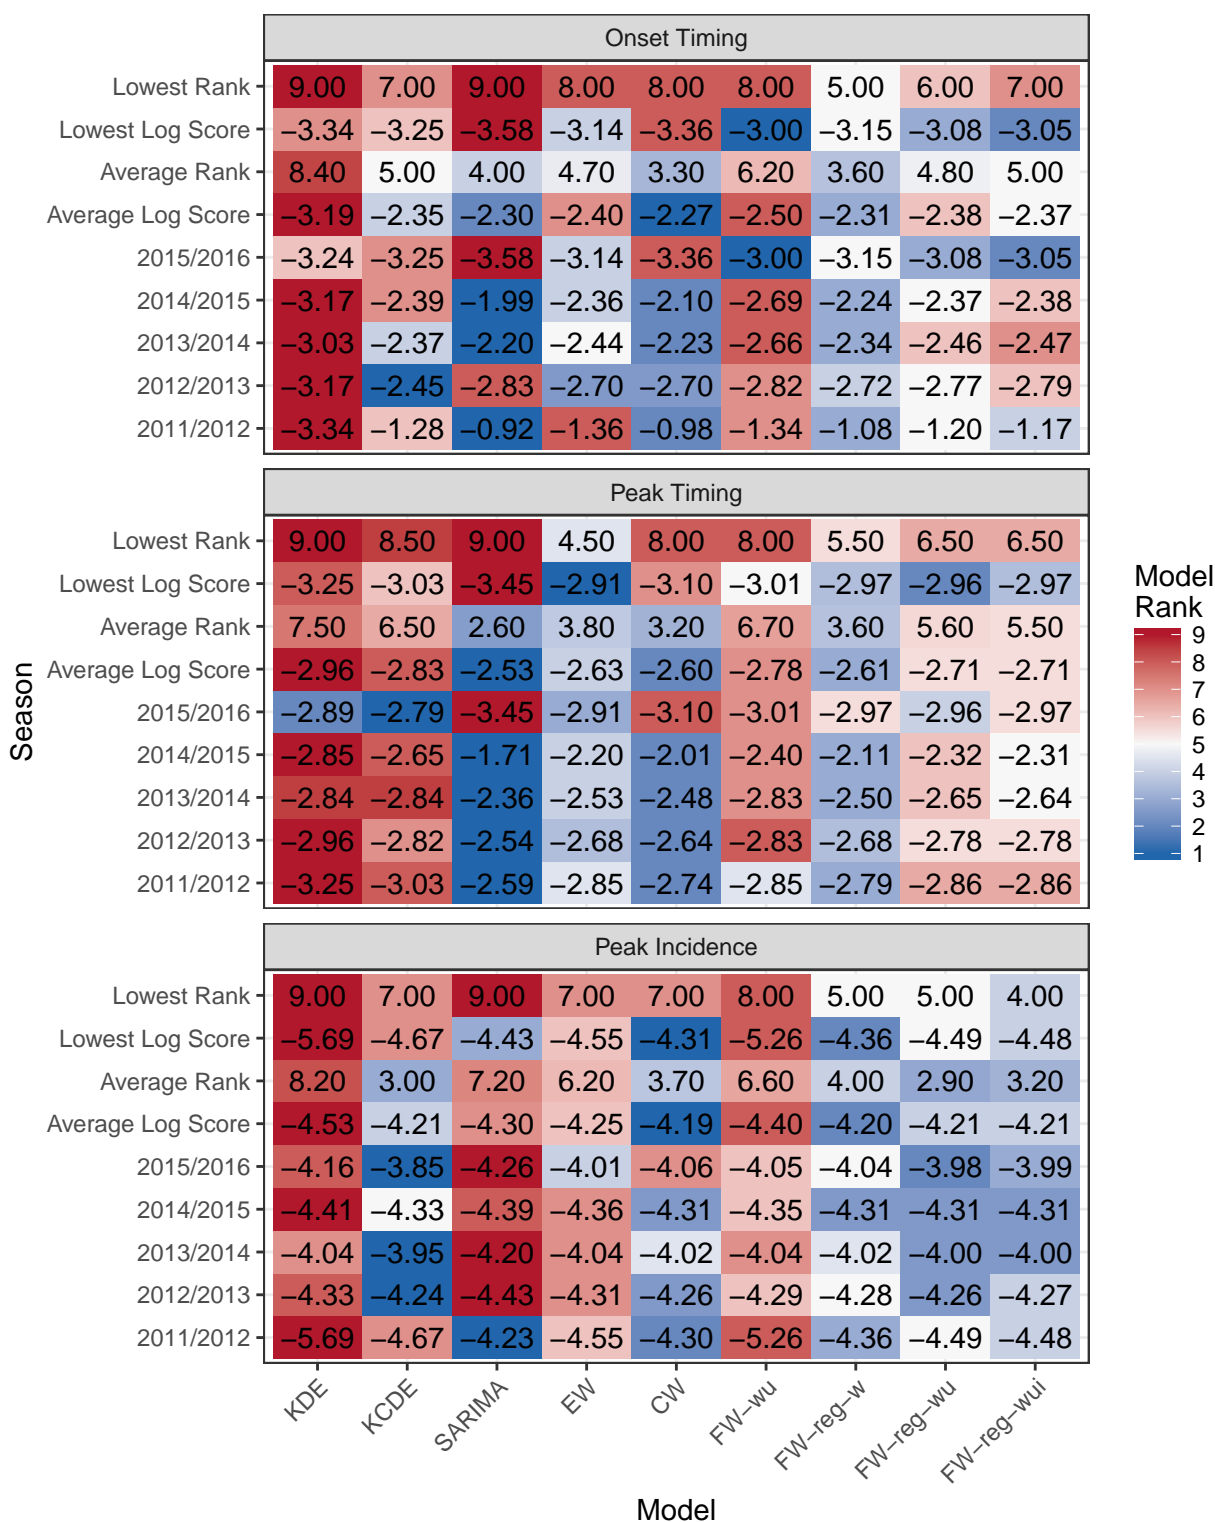 Onset Timing
Lowest Rank 9.00 7.00 9.00 8.00 8.00 8.00 5.00 6.00 7.00
Lowest Log Score −3.34 −3.25 −3.58 −3.14 −3.36 −3.00 −3.15 −3.08 −3.05
Average Rank 8.40 5.00 4.00 4.70 3.30 6.20 3.60 4.80 5.00
Average Log Score −3.19 −2.35 −2.30 −2.40 −2.27 −2.50 −2.31 −2.38 −2.37
2015/2016 −3.24 −3.25 −3.58 −3.14 −3.36 −3.00 −3.15 −3.08 −3.05
2014/2015 −3.17 −2.39 −1.99 −2.36 −2.10 −2.69 −2.24 −2.37 −2.38
2013/2014 −3.03 −2.37 −2.20 −2.44 −2.23 −2.66 −2.34 −2.46 −2.47
2012/2013 −3.17 −2.45 −2.83 −2.70 −2.70 −2.82 −2.72 −2.77 −2.79
2011/2012 −3.34 −1.28 −0.92 −1.36 −0.98 −1.34 −1.08 −1.20 −1.17
Peak Timing
Lowest Rank 9.00 8.50 9.00 4.50 8.00 8.00 5.50 6.50 6.50
Lowest Log Score −3.25 −3.03 −3.45 −2.91 −3.10 −3.01 −2.97 −2.96 −2.97
Average Rank 7.50 6.50 2.60 3.80 3.20 6.70 3.60 5.60 5.50
Average Log Score −2.96 −2.83 −2.53 −2.63 −2.60 −2.78 −2.61 −2.71 −2.71
2015/2016 −2.89 −2.79 −3.45 −2.91 −3.10 −3.01 −2.97 −2.96 −2.97
2014/2015 −2.85 −2.65 −1.71 −2.20 −2.01 −2.40 −2.11 −2.32 −2.31
2013/2014 −2.84 −2.84 −2.36 −2.53 −2.48 −2.83 −2.50 −2.65 −2.64
2012/2013 −2.96 −2.82 −2.54 −2.68 −2.64 −2.83 −2.68 −2.78 −2.78
2011/2012 −3.25 −3.03 −2.59 −2.85 −2.74 −2.85 −2.79 −2.86 −2.86
Peak Incidence
Lowest Rank 9.00 7.00 9.00 7.00 7.00 8.00 5.00 5.00 4.00
Lowest Log Score −5.69 −4.67 −4.43 −4.55 −4.31 −5.26 −4.36 −4.49 −4.48
Average Rank 8.20 3.00 7.20 6.20 3.70 6.60 4.00 2.90 3.20
Average Log Score −4.53 −4.21 −4.30 −4.25 −4.19 −4.40 −4.20 −4.21 −4.21
2015/2016 −4.16 −3.85 −4.26 −4.01 −4.06 −4.05 −4.04 −3.98 −3.99
2014/2015 −4.41 −4.33 −4.39 −4.36 −4.31 −4.35 −4.31 −4.31 −4.31
2013/2014 −4.04 −3.95 −4.20 −4.04 −4.02 −4.04 −4.02 −4.00 −4.00
2012/2013 −4.33 −4.24 −4.43 −4.31 −4.26 −4.29 −4.28 −4.26 −4.27
2011/2012 −5.69 −4.67 −4.23 −4.55 −4.30 −5.26 −4.36 −4.49 −4.48
KDE KCDE SARIMA EW CW FW−wu FW−reg−w FW−reg−wu FW−reg−wui
Model
Season
Model
Rank
9
8
7
6
5
4
3
2
1